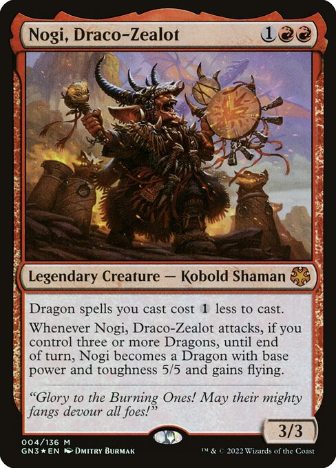 Nogi, Draco-Zealot 1
Legendary Creature — Kobold Shaman
Dragon spells you cast cost 1 less to cast.
Whenever Nogi, Draco-Zealot attacks, if you
control three or more Dragons, until end
of turn, Nogi becomes a Dragon with base
power and toughness 5/5 and gains flying.
“Glory to the Burning Ones! May their mighty
fangs devour all foes!”
3/3
004/136 M
GN3★EN Dmitry Burmak
™ & © 2022 Wizards of the Coast